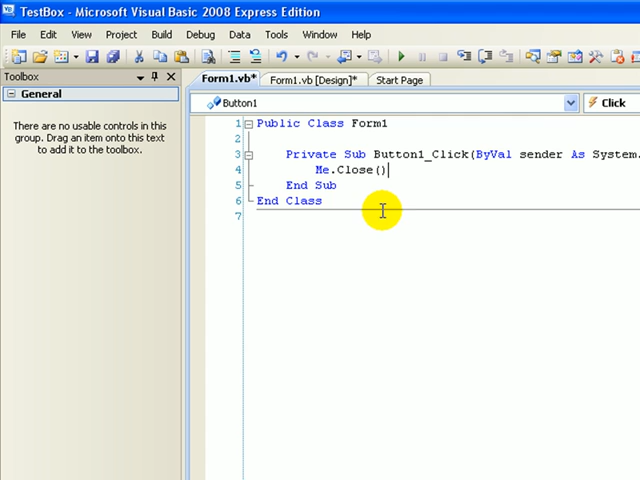 TestBox - Microsoft Visual Basic 2008 Express Edition
File Edit View Project Build Debug Data Tools Window Help
Toolbox
Form1.vb* Form1.vb [Design]* Start Page
General
Button1 Click
There are no usable controls in this
group. Drag an item onto this text
to add it to the toolbox.
1 Public Class Form1
2
3 Private Sub Button1_Click(ByVal sender As System.
4 Me.Close()
5 End Sub
6 End Class
7